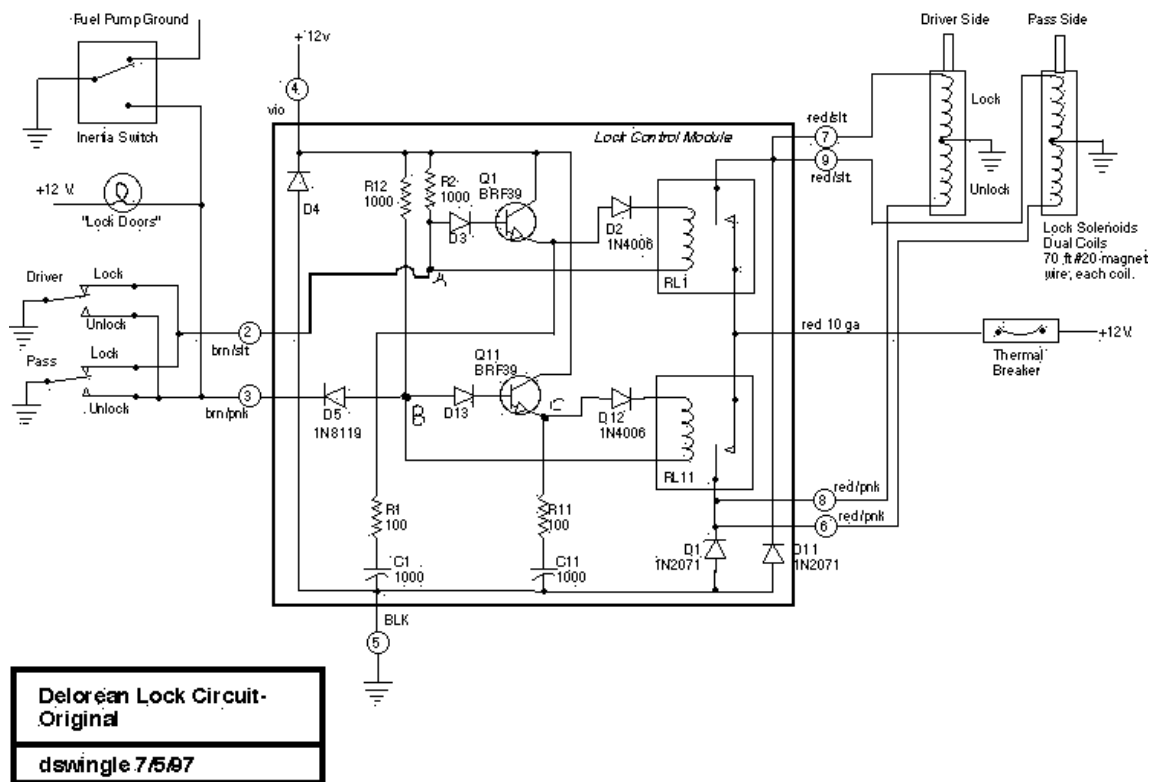 Fuel Pump Ground
Inertia Switch
+12 V.
"Lock Doors"
Driver
Lock
Unlock
Pass
Lock
Unlock
2
brn/slt
3
brn/pnk
+ 12v
4
vio
Lock Control Module
D4
R12
1000
R2
1000
Q1
BRF39
D3
A
D2
1N4006
RL1
Q11
BRF39
D5
1N8119
B
D13
C
D12
1N4006
RL11
R1
100
R11
100
C1
1000
C11
1000
D1
1N2071
D11
1N2071
BLK
5
red/slt
7
9
red/slt.
red 10 ga
Thermal
Breaker
+12V.
8
red/pnk
6
red/pnk
Driver Side
Pass Side
Lock
Unlock
Lock Solenoids
Dual Coils
70 ft #20 magnet
wire, each coil.
Delorean Lock Circuit-
Original
dswingle 7/5/97